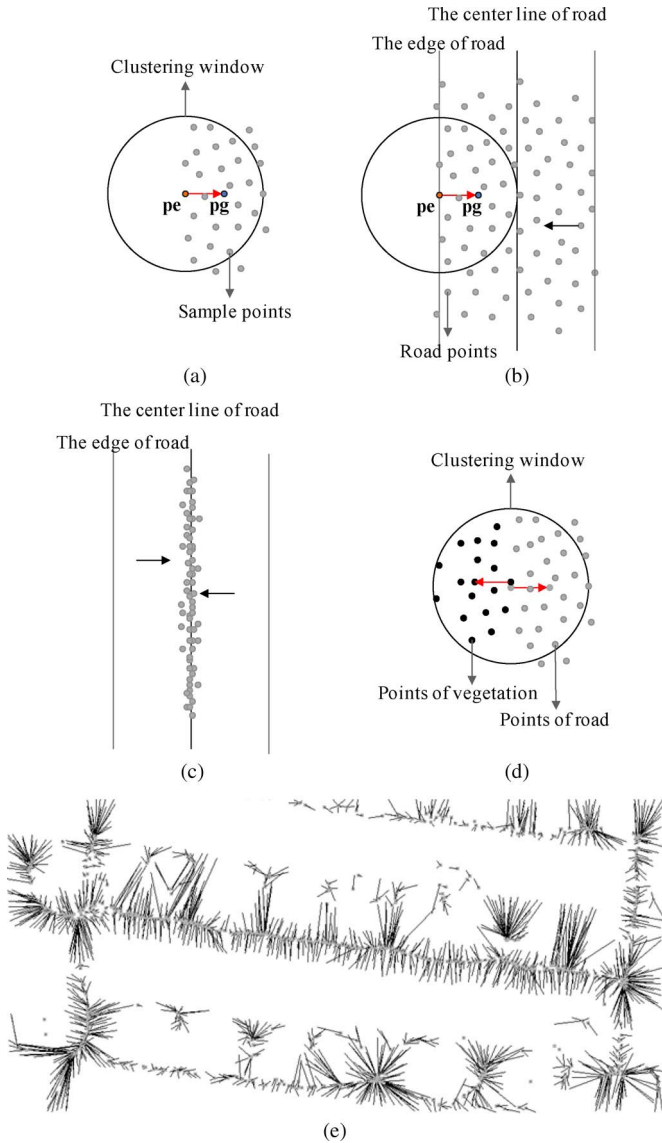 The center line of road
The edge of road
Clustering window
pe pg
pe pg
Sample points
Road points
(a)
(b)
The center line of road
The edge of road
Clustering window
Points of vegetation
Points of road
(c)
(d)
(e)